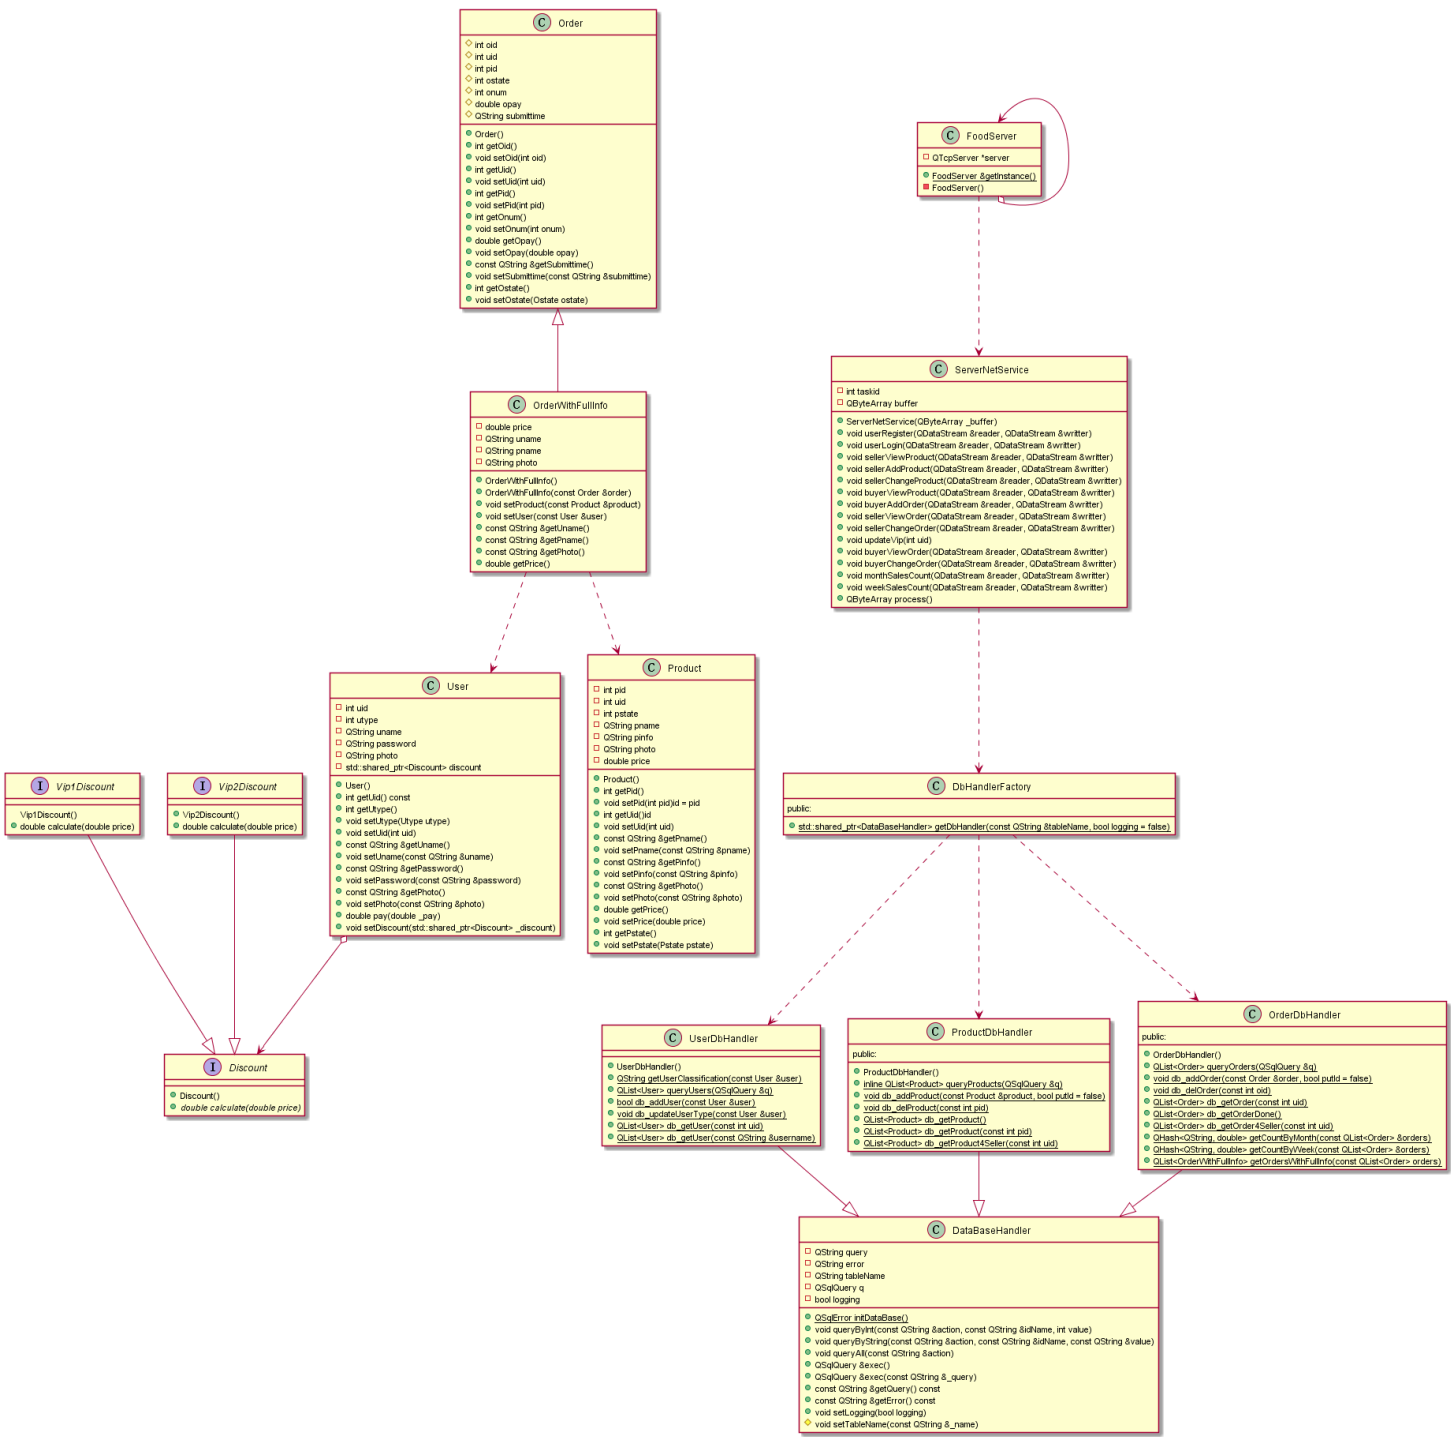 C Order
int oid
int uid
int pid
int ostate
int onum
double opay
QString submittime
Order()
int getOid()
void setOid(int oid)
int getUid()
void setUid(int uid)
int getPid()
void setPid(int pid)
int getOnum()
void setOnum(int onum)
double getOpay()
void setOpay(double opay)
const QString &getSubmittime()
void setSubmittime(const QString &submittime)
int getOstate()
void setOstate(Ostate ostate)
C FoodServer
QTcpServer *server
FoodServer &getInstance()
FoodServer()
C OrderWithFullInfo
double price
QString uname
QString pname
QString photo
OrderWithFullInfo()
OrderWithFullInfo(const Order &order)
void setProduct(const Product &product)
void setUser(const User &user)
const QString &getUname()
const QString &getPname()
const QString &getPhoto()
double getPrice()
C ServerNetService
int taskid
QByteArray buffer
ServerNetService(QByteArray _buffer)
void userRegister(QDataStream &reader, QDataStream &writter)
void userLogin(QDataStream &reader, QDataStream &writter)
void sellerViewProduct(QDataStream &reader, QDataStream &writter)
void sellerAddProduct(QDataStream &reader, QDataStream &writter)
void sellerChangeProduct(QDataStream &reader, QDataStream &writter)
void buyerViewProduct(QDataStream &reader, QDataStream &writter)
void buyerAddOrder(QDataStream &reader, QDataStream &writter)
void sellerViewOrder(QDataStream &reader, QDataStream &writter)
void sellerChangeOrder(QDataStream &reader, QDataStream &writter)
void updateVip(int uid)
void buyerViewOrder(QDataStream &reader, QDataStream &writter)
void buyerChangeOrder(QDataStream &reader, QDataStream &writter)
void monthSalesCount(QDataStream &reader, QDataStream &writter)
void weekSalesCount(QDataStream &reader, QDataStream &writter)
QByteArray process()
C User
int uid
int utype
QString uname
QString password
QString photo
std::shared_ptr<Discount> discount
User()
int getUid() const
int getUtype()
void setUtype(Utype utype)
void setUid(int uid)
const QString &getUname()
void setUname(const QString &uname)
const QString &getPassword()
void setPassword(const QString &password)
const QString &getPhoto()
void setPhoto(const QString &photo)
double pay(double _pay)
void setDiscount(std::shared_ptr<Discount> _discount)
C Product
int pid
int uid
int pstate
QString pname
QString pinfo
QString photo
double price
Product()
int getPid()
void setPid(int pid)id = pid
int getUid()id
void setUid(int uid)
const QString &getPname()
void setPname(const QString &pname)
const QString &getPinfo()
void setPinfo(const QString &pinfo)
const QString &getPhoto()
void setPhoto(const QString &photo)
double getPrice()
void setPrice(double price)
int getPstate()
void setPstate(Pstate pstate)
I Vip1Discount
Vip1Discount()
double calculate(double price)
I Vip2Discount
Vip2Discount()
double calculate(double price)
C DbHandlerFactory
public:
std::shared_ptr<DataBaseHandler> getDbHandler(const QString &tableName, bool logging = false)
I Discount
Discount()
double calculate(double price)
C UserDbHandler
UserDbHandler()
QString getUserClassification(const User &user)
QList<User> queryUsers(QSqlQuery &q)
bool db_addUser(const User &user)
void db_updateUserType(const User &user)
QList<User> db_getUser(const int uid)
QList<User> db_getUser(const QString &username)
C ProductDbHandler
public:
ProductDbHandler()
inline QList<Product> queryProducts(QSqlQuery &q)
void db_addProduct(const Product &product, bool putId = false)
void db_delProduct(const int pid)
QList<Product> db_getProduct()
QList<Product> db_getProduct(const int pid)
QList<Product> db_getProduct4Seller(const int uid)
C OrderDbHandler
public:
OrderDbHandler()
QList<Order> queryOrders(QSqlQuery &q)
void db_addOrder(const Order &order, bool putId = false)
void db_delOrder(const int oid)
QList<Order> db_getOrder(const int uid)
QList<Order> db_getOrderDone()
QList<Order> db_getOrder4Seller(const int uid)
QHash<QString, double> getCountByMonth(const QList<Order> &orders)
QHash<QString, double> getCountByWeek(const QList<Order> &orders)
QList<OrderWithFullInfo> getOrdersWithFullInfo(const QList<Order> orders)
C DataBaseHandler
QString query
QString error
QString tableName
QSqlQuery q
bool logging
QSqlError initDataBase()
void queryByInt(const QString &action, const QString &idName, int value)
void queryByString(const QString &action, const QString &idName, const QString &value)
void queryAll(const QString &action)
QSqlQuery &exec()
QSqlQuery &exec(const QString &_query)
const QString &getQuery() const
const QString &getError() const
void setLogging(bool logging)
void setTableName(const QString &_name)